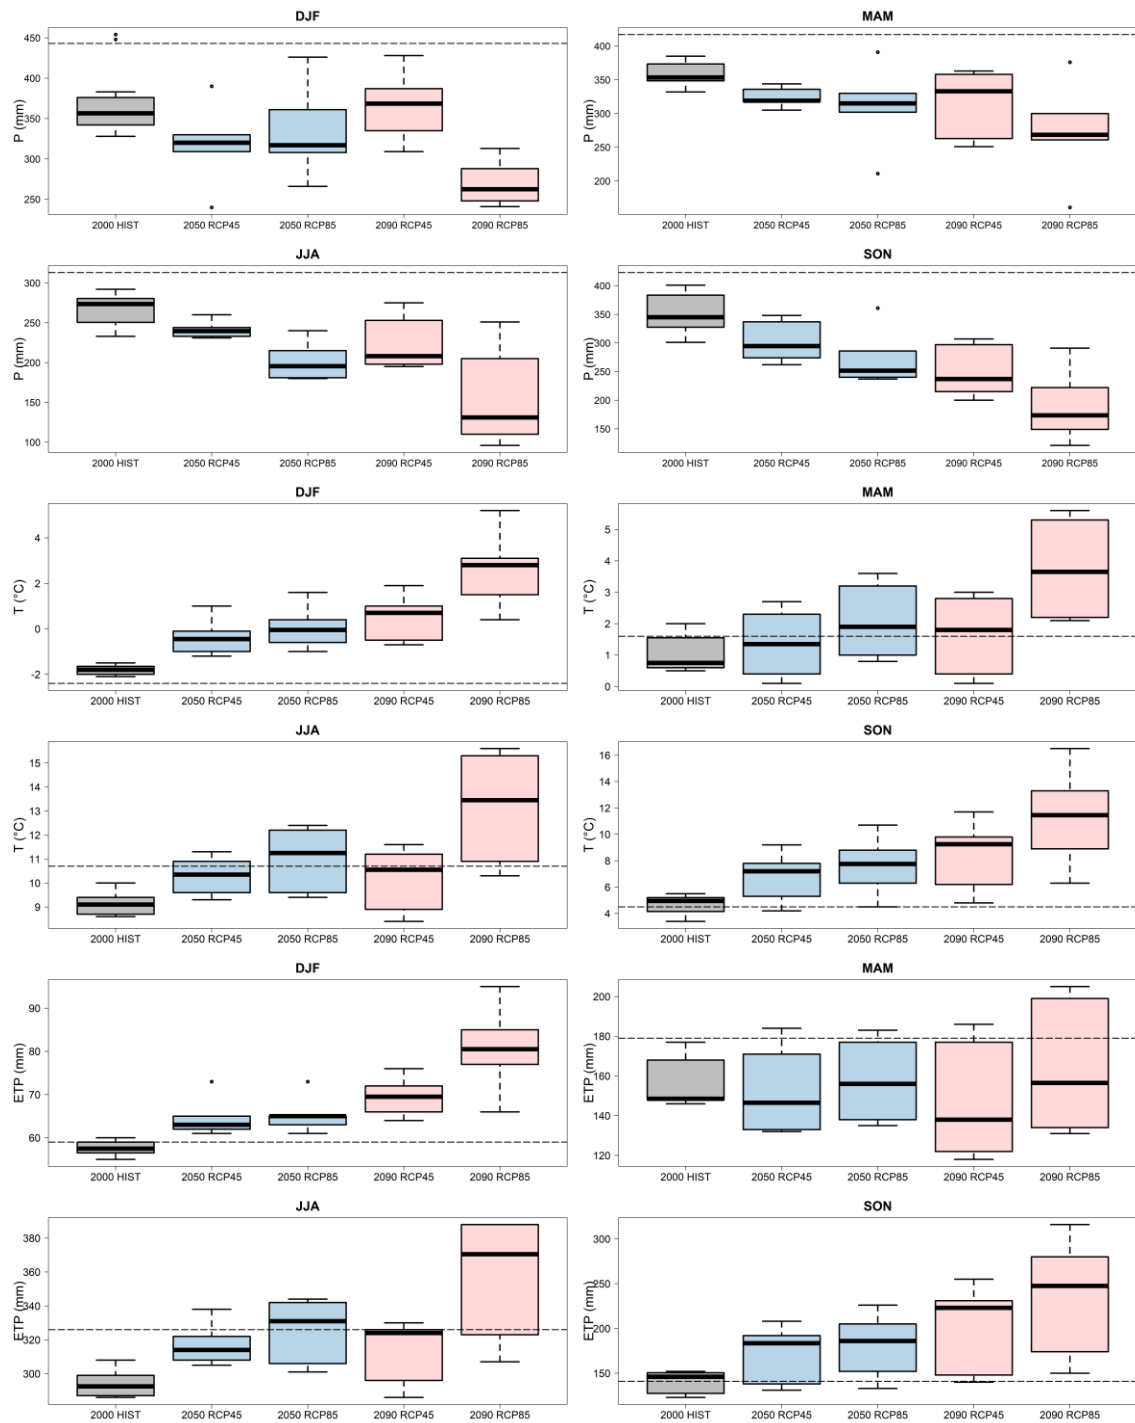 DJF
MAM
P (mm)
450
400
350
300
250
2000 HIST
2050 RCP45
2050 RCP85
2090 RCP45
2090 RCP85
P (mm)
400
350
300
250
200
2000 HIST
2050 RCP45
2050 RCP85
2090 RCP45
2090 RCP85
JJA
SON
P (mm)
300
250
200
150
100
2000 HIST
2050 RCP45
2050 RCP85
2090 RCP45
2090 RCP85
P (mm)
400
350
300
250
200
150
2000 HIST
2050 RCP45
2050 RCP85
2090 RCP45
2090 RCP85
DJF
MAM
T (°C)
4
2
0
-2
2000 HIST
2050 RCP45
2050 RCP85
2090 RCP45
2090 RCP85
T (°C)
5
4
3
2
1
0
2000 HIST
2050 RCP45
2050 RCP85
2090 RCP45
2090 RCP85
JJA
SON
T (°C)
15
14
13
12
11
10
9
2000 HIST
2050 RCP45
2050 RCP85
2090 RCP45
2090 RCP85
T (°C)
16
14
12
10
8
6
4
2000 HIST
2050 RCP45
2050 RCP85
2090 RCP45
2090 RCP85
DJF
MAM
ETP (mm)
90
80
70
60
2000 HIST
2050 RCP45
2050 RCP85
2090 RCP45
2090 RCP85
ETP (mm)
200
180
160
140
120
2000 HIST
2050 RCP45
2050 RCP85
2090 RCP45
2090 RCP85
JJA
SON
ETP (mm)
380
360
340
320
300
2000 HIST
2050 RCP45
2050 RCP85
2090 RCP45
2090 RCP85
ETP (mm)
300
250
200
150
2000 HIST
2050 RCP45
2050 RCP85
2090 RCP45
2090 RCP85